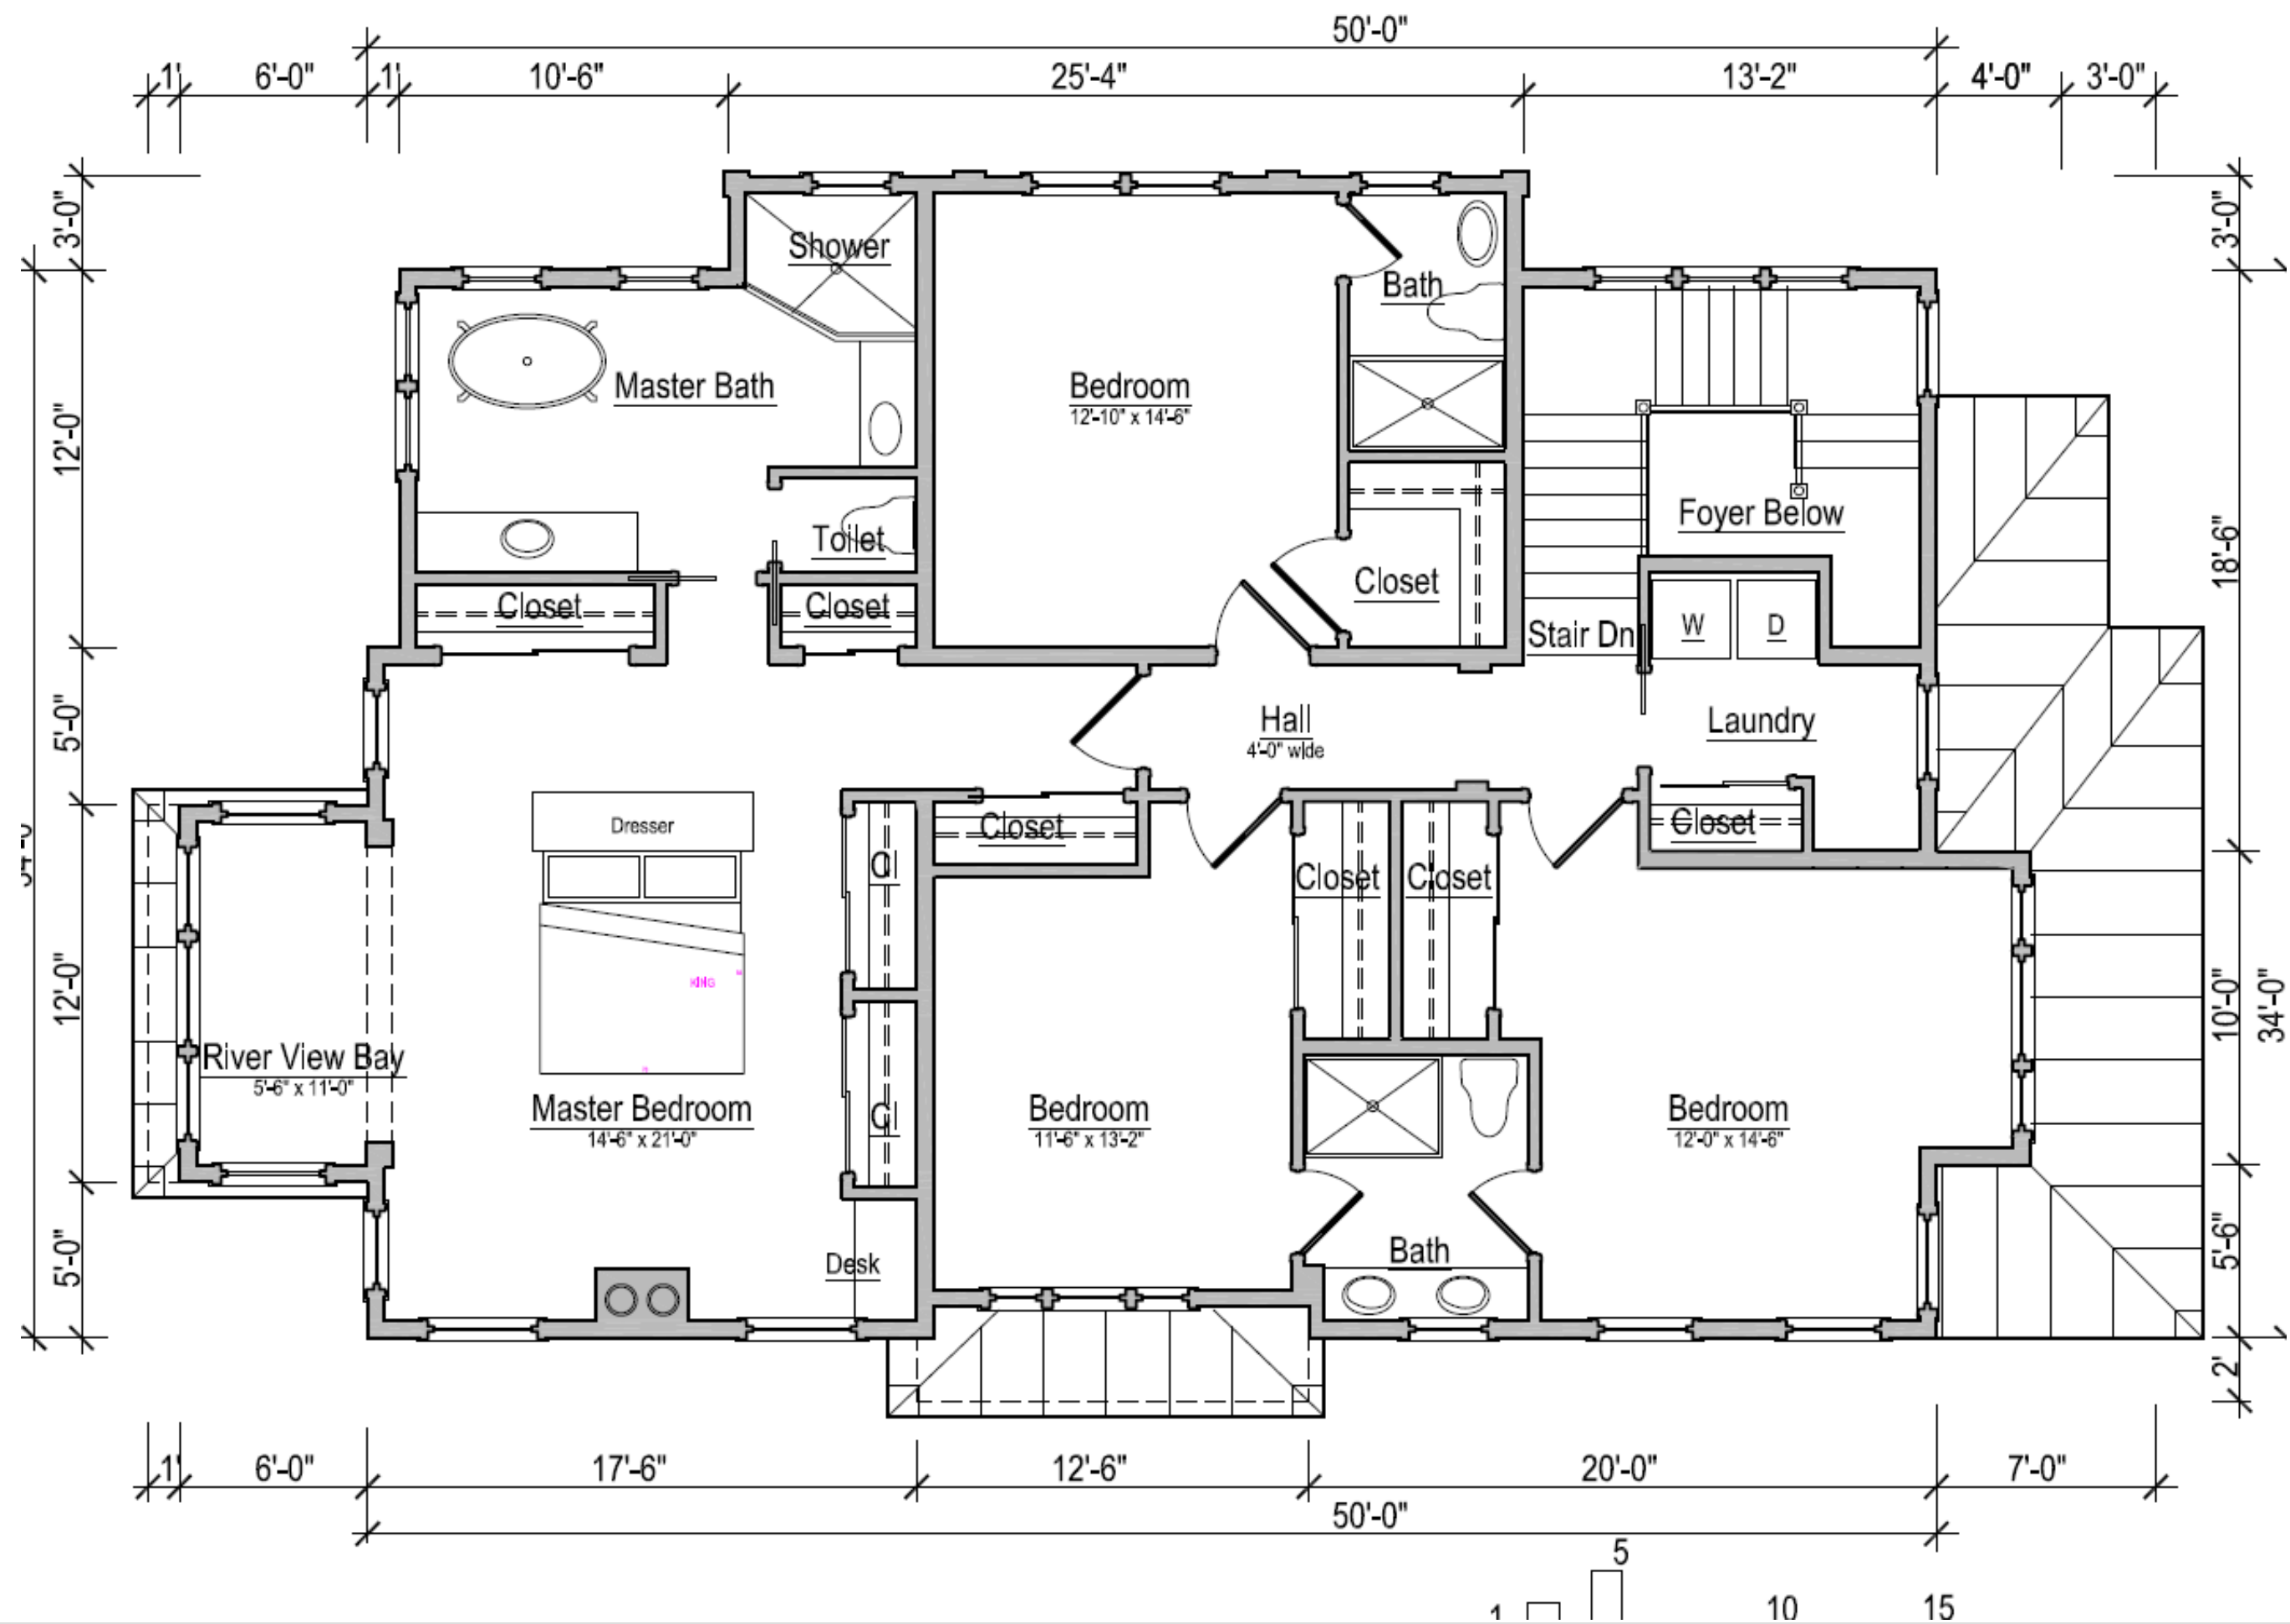 50'-0"
1' 6'-0" 1' 10'-6" 25'-4" 13'-2" 4'-0" 3'-0"
3'-0"
3'-0"
Shower
Bath
Master Bath
Bedroom
12'-10" x 14'-6"
12'-0"
Foyer Below
18'-6"
Toilet
Closet
Closet
Closet
Stair Dn
W
D
5'-0"
Hall
4'-0" wide
Laundry
Dresser
Closet
Closet
Cl
Closet
Closet
KING
12'-0"
10'-0"
34'-0"
River View Bay
5'-6" x 11'-0"
Master Bedroom
14'-6" x 21'-0"
Cl
Bedroom
11'-6" x 13'-2"
Bedroom
12'-0" x 14'-6"
5'-0"
Desk
Bath
5'-6"
2'
1' 6'-0" 17'-6" 12'-6" 20'-0" 7'-0"
50'-0"
5
1
10
15